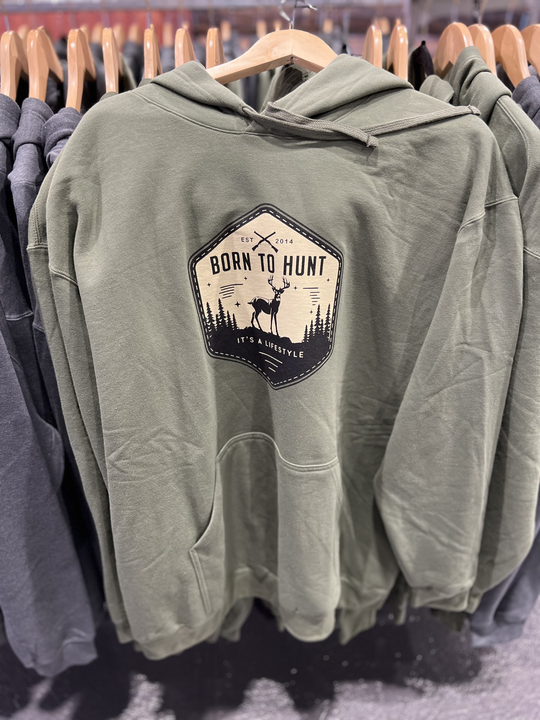 EST 2014
BORN TO HUNT
IT'S A LIFESTYLE